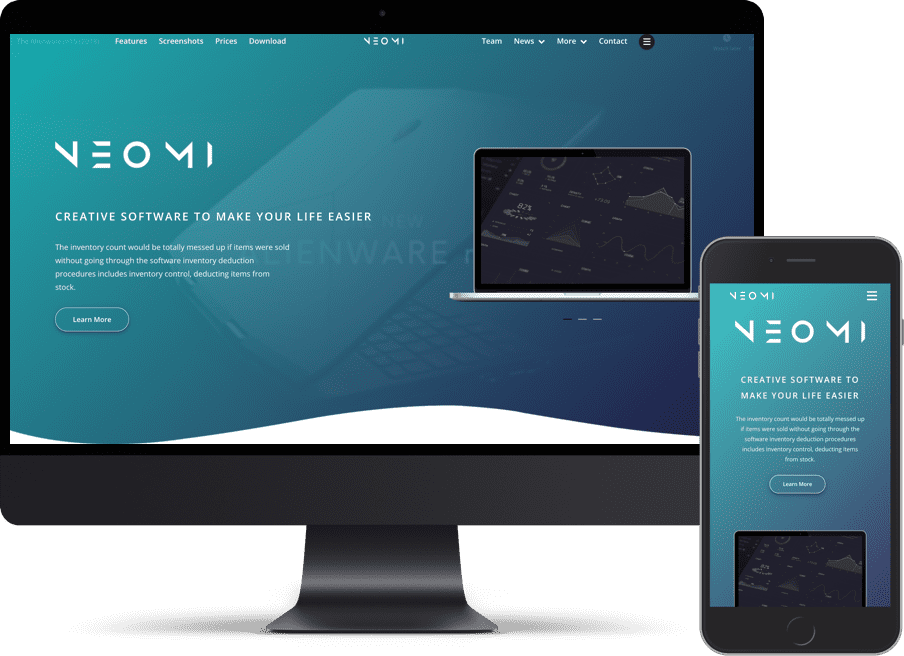 Features Screenshots Prices Download NEOMI Team News More Contact
NEOMI
CREATIVE SOFTWARE TO MAKE YOUR LIFE EASIER
The inventory count would be totally messed up if items were sold
without going through the software inventory deduction
procedures includes inventory control, deducting items from
stock.
Learn More
NEW
ALIENWARE
82%
NEOMI
NEOMI
CREATIVE SOFTWARE TO
MAKE YOUR LIFE EASIER
The inventory count would be totally messed up
if items were sold without going through the
software inventory deduction procedures
includes inventory control, deducting items
from stock.
Learn More